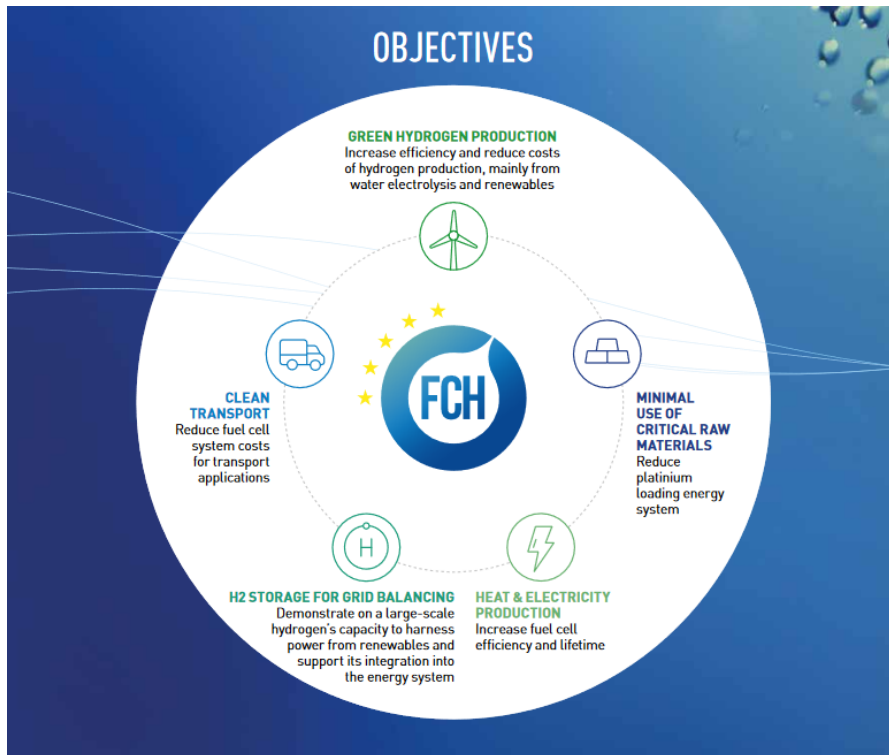 OBJECTIVES
GREEN HYDROGEN PRODUCTION
Increase efficiency and reduce costs
of hydrogen production, mainly from
water electrolysis and renewables
FCH
CLEAN
TRANSPORT
Reduce fuel cell
system costs
for transport
applications
MINIMAL
USE OF
CRITICAL RAW
MATERIALS
Reduce
platinium
loading energy
system
H
H2 STORAGE FOR GRID BALANCING
Demonstrate on a large-scale
hydrogen's capacity to harness
power from renewables and
support its integration into
the energy system
HEAT & ELECTRICITY
PRODUCTION
Increase fuel cell
efficiency and lifetime